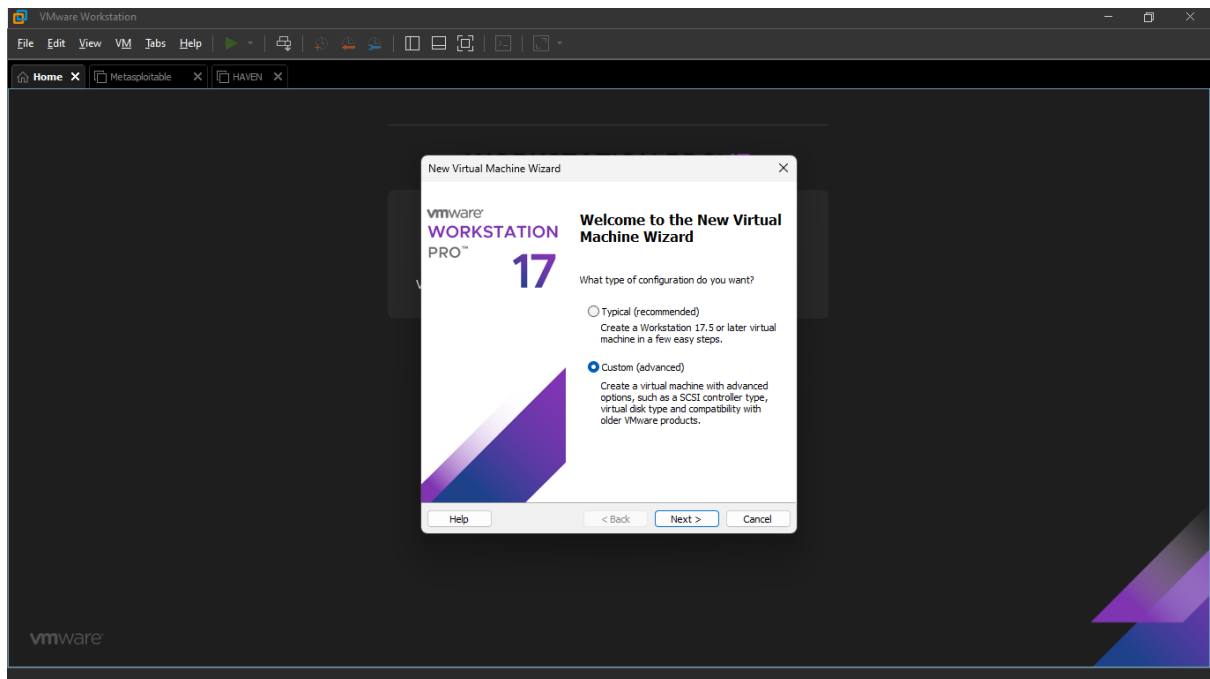 VMware Workstation
File Edit View VM Tabs Help
Home Metasploitable HAVEN
New Virtual Machine Wizard
vmware
WORKSTATION
PRO™
17
Welcome to the New Virtual
Machine Wizard
What type of configuration do you want?
Typical (recommended)
Create a Workstation 17.5 or later virtual
machine in a few easy steps.
Custom (advanced)
Create a virtual machine with advanced
options, such as a SCSI controller type,
virtual disk type and compatibility with
older VMware products.
Help < Back Next > Cancel
vmware